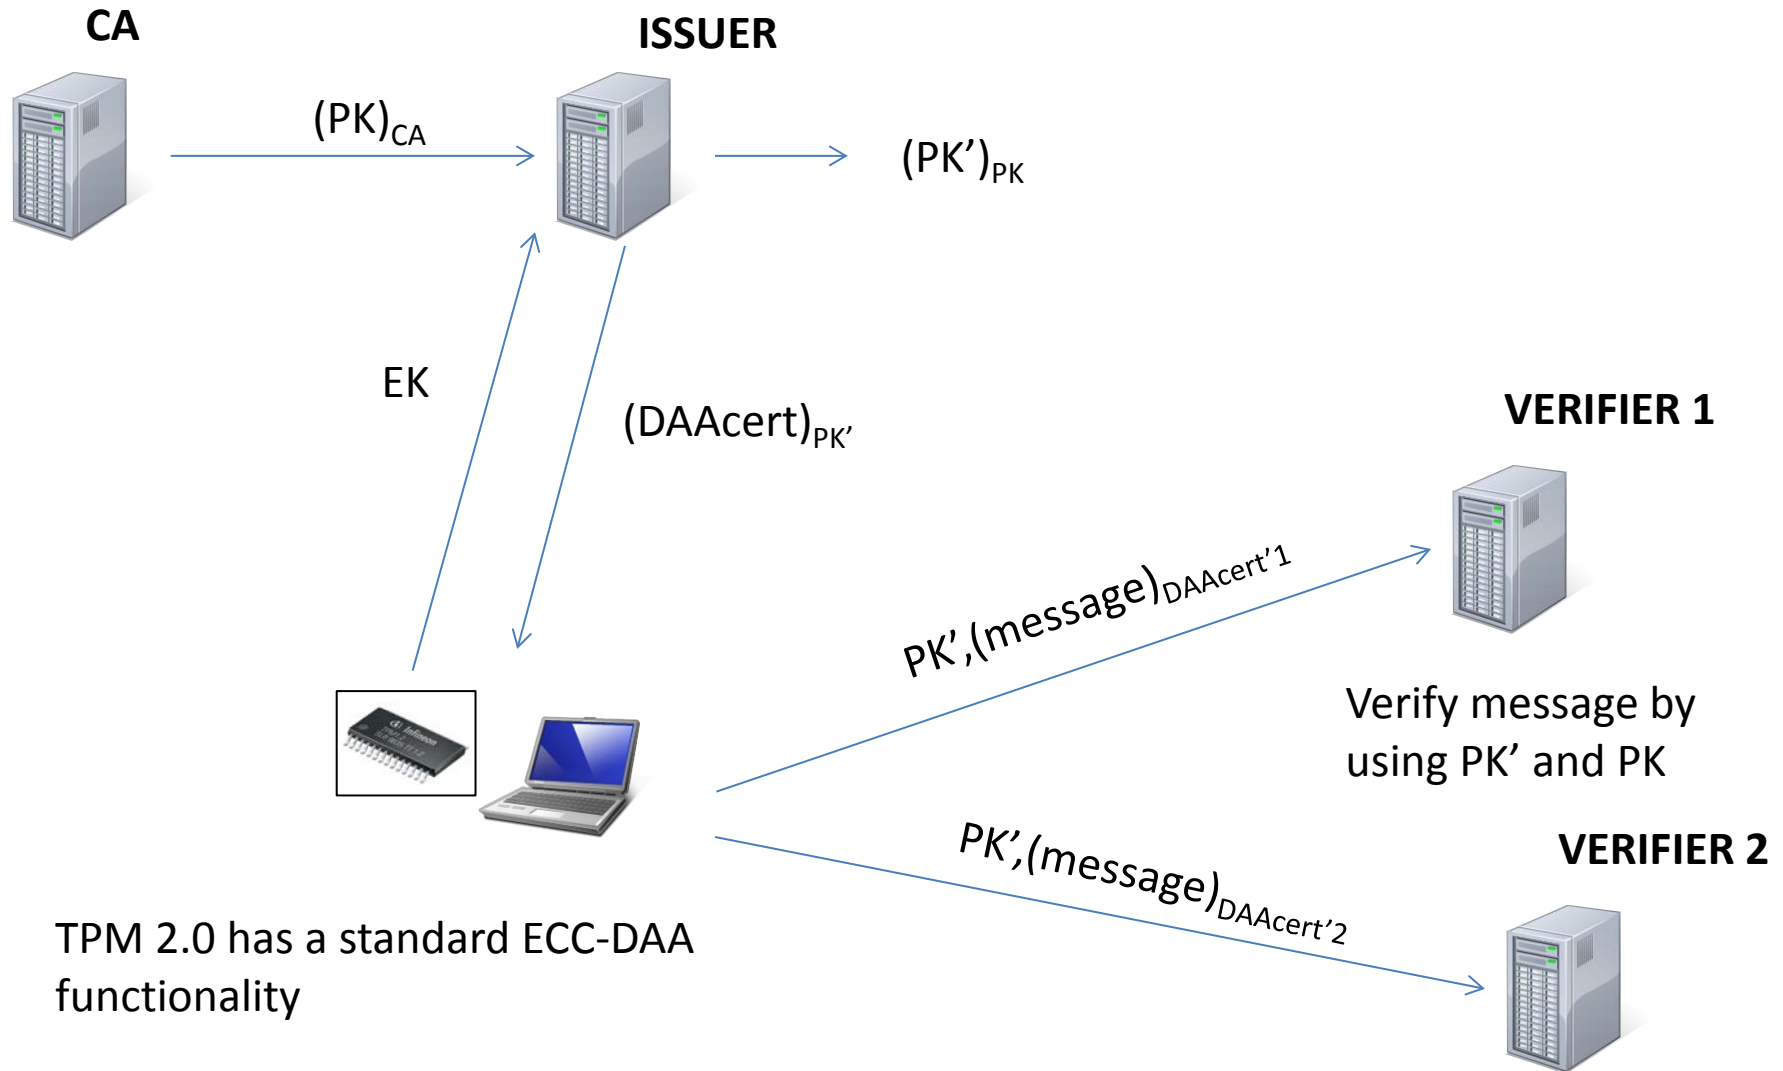 CA
ISSUER
(PK)CA
(PK')PK
EK
(DAAcert)PK'
VERIFIER 1
PK',(message)DAAcert'1
Infineon
Verify message by
using PK' and PK
PK',(message)DAAcert'2
VERIFIER 2
TPM 2.0 has a standard ECC-DAA
functionality